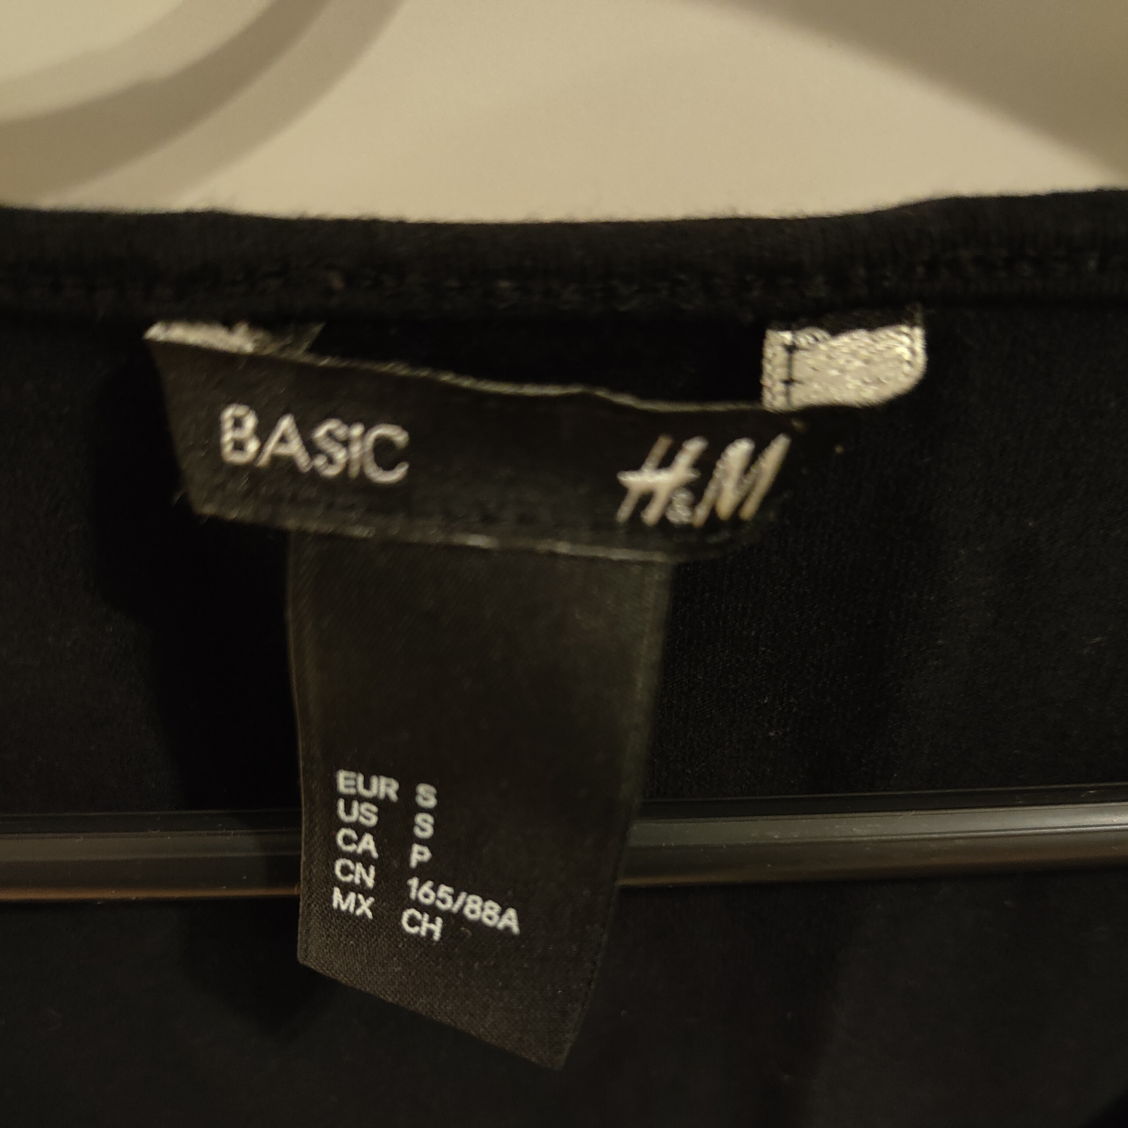 BASIC H&M
EUR S
US S
CA P
CN 165/88A
MX CH